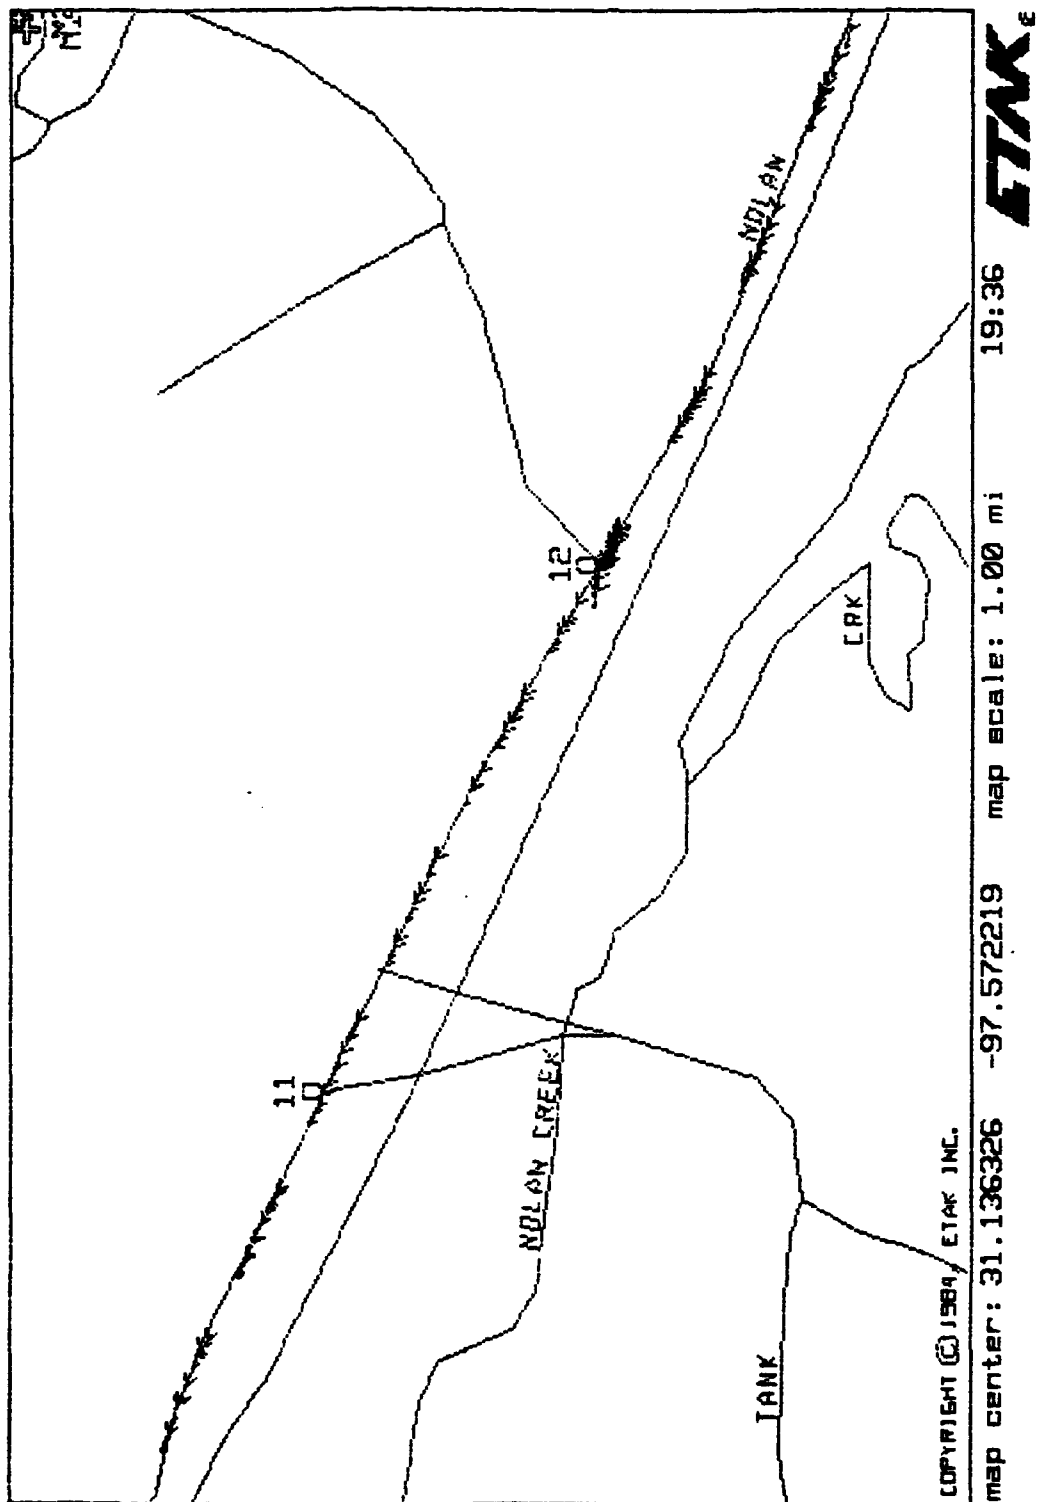 NOLAN
12
11
CRK
NOLAN CREEK
TANK
COPYRIGHT (C) 1984, ETAK INC.
map center: 31.136326 -97.572219 map scale: 1.00 mi 19:36
ETAK